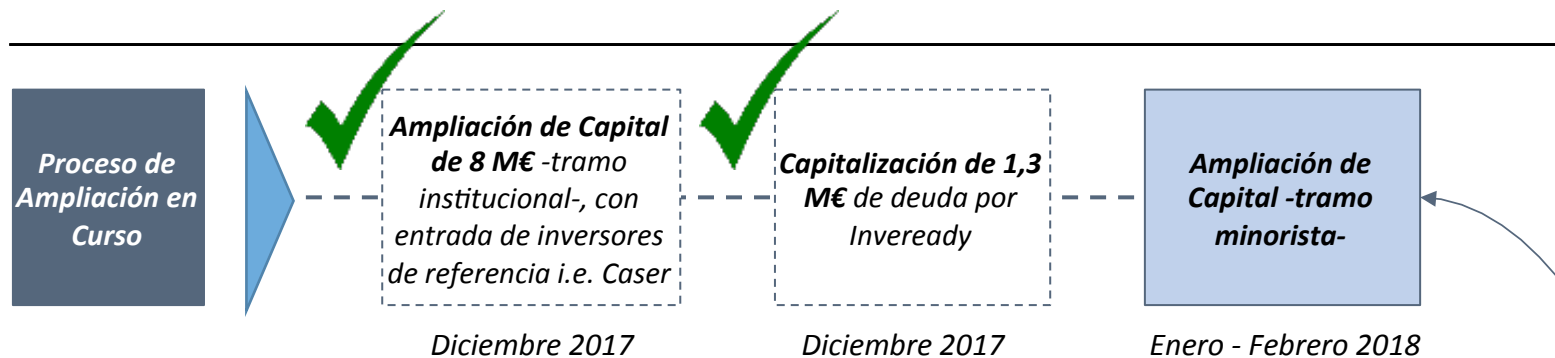 Proceso de
Ampliación en
Curso
Ampliación de Capital
de 8 M€ -tramo
institucional-, con
entrada de inversores
de referencia i.e. Caser
Diciembre 2017
Capitalización de 1,3
M€ de deuda por
Inveready
Diciembre 2017
Ampliación de
Capital -tramo
minorista-
Enero - Febrero 2018